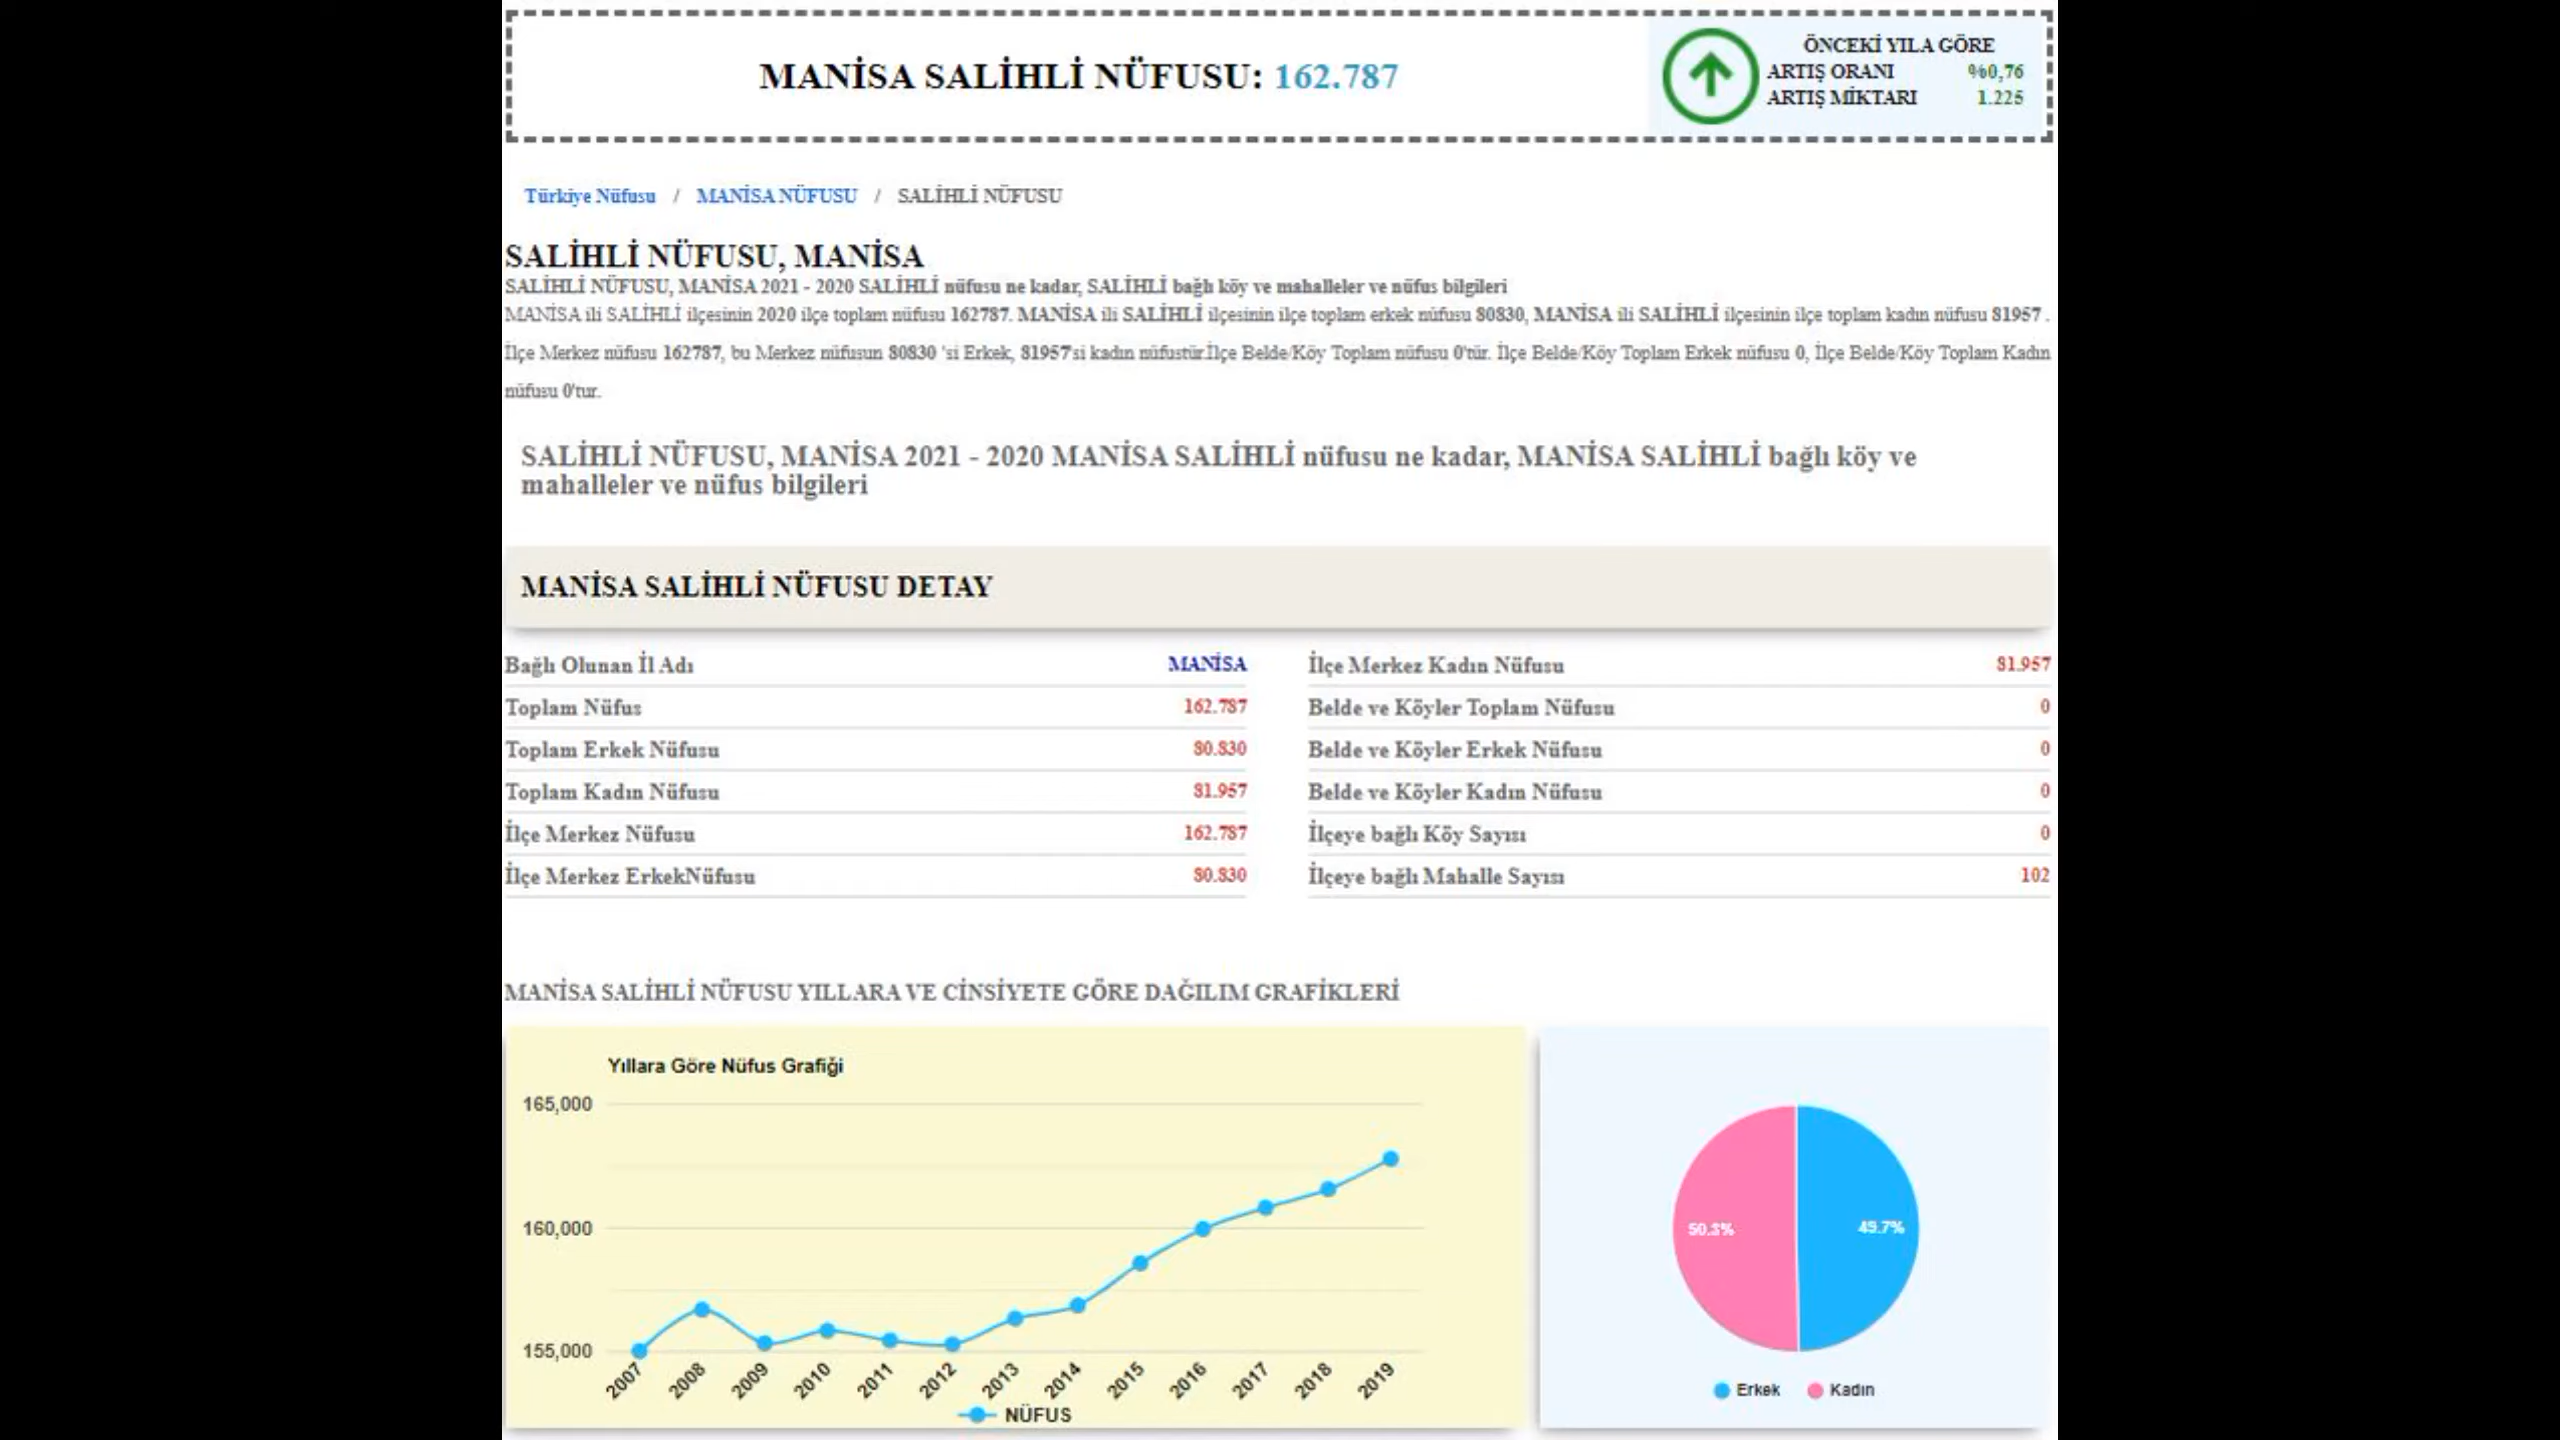 MANİSA SALİHLİ NÜFUSU: 162.787
ÖNCEKİ YILA GÖRE
ARTIŞ ORANI %0,76
ARTIŞ MİKTARI 1.225
Türkiye Nüfusu / MANİSA NÜFUSU / SALİHLİ NÜFUSU
SALİHLİ NÜFUSU, MANİSA
SALİHLİ NÜFUSU, MANİSA 2021 - 2020 SALİHLİ nüfusu ne kadar, SALİHLİ bağlı köy ve mahalleler ve nüfus bilgileri
MANİSA ili SALİHLİ ilçesinin 2020 ilçe toplam nüfusu 162787. MANİSA ili SALİHLİ ilçesinin ilçe toplam erkek nüfusu 80830, MANİSA ili SALİHLİ ilçesinin ilçe toplam kadın nüfusu 81957 .
İlçe Merkez nüfusu 162787, bu Merkez nüfusun 80830 'si Erkek, 81957'si kadın nüfustür.İlçe Belde/Köy Toplam nüfusu 0'tür. İlçe Belde/Köy Toplam Erkek nüfusu 0, İlçe Belde/Köy Toplam Kadın
nüfusu 0'tur.
SALİHLİ NÜFUSU, MANİSA 2021 - 2020 MANİSA SALİHLİ nüfusu ne kadar, MANİSA SALİHLİ bağlı köy ve
mahalleler ve nüfus bilgileri
MANİSA SALİHLİ NÜFUSU DETAY
Bağlı Olunan İl Adı MANİSA
Toplam Nüfus 162.787
Toplam Erkek Nüfusu 80.830
Toplam Kadın Nüfusu 81.957
İlçe Merkez Nüfusu 162.787
İlçe Merkez ErkekNüfusu 80.830
İlçe Merkez Kadın Nüfusu 81.957
Belde ve Köyler Toplam Nüfusu 0
Belde ve Köyler Erkek Nüfusu 0
Belde ve Köyler Kadın Nüfusu 0
İlçeye bağlı Köy Sayısı 0
İlçeye bağlı Mahalle Sayısı 102
MANİSA SALİHLİ NÜFUSU YILLARA VE CİNSİYETE GÖRE DAĞILIM GRAFİKLERİ
Yıllara Göre Nüfus Grafiği
165,000
160,000
155,000
2007 2008 2009 2010 2011 2012 2013 2014 2015 2016 2017 2018 2019
NÜFUS
50.3% 49.7%
Erkek Kadın